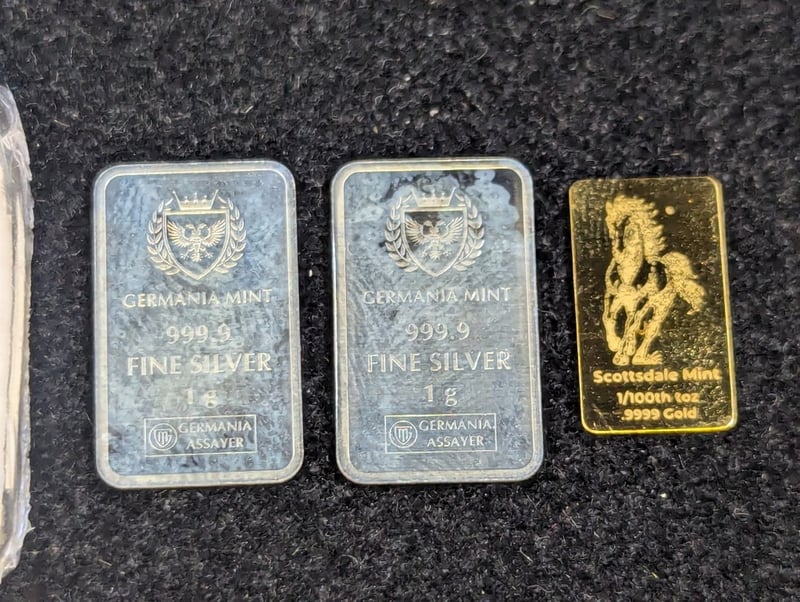 GERMANIA MINT
999.9
FINE SILVER
1 g
GERMANIA
ASSAYER
GERMANIA MINT
999.9
FINE SILVER
1 g
GERMANIA
ASSAYER
Scottsdale Mint
1/100th toz
.9999 Gold